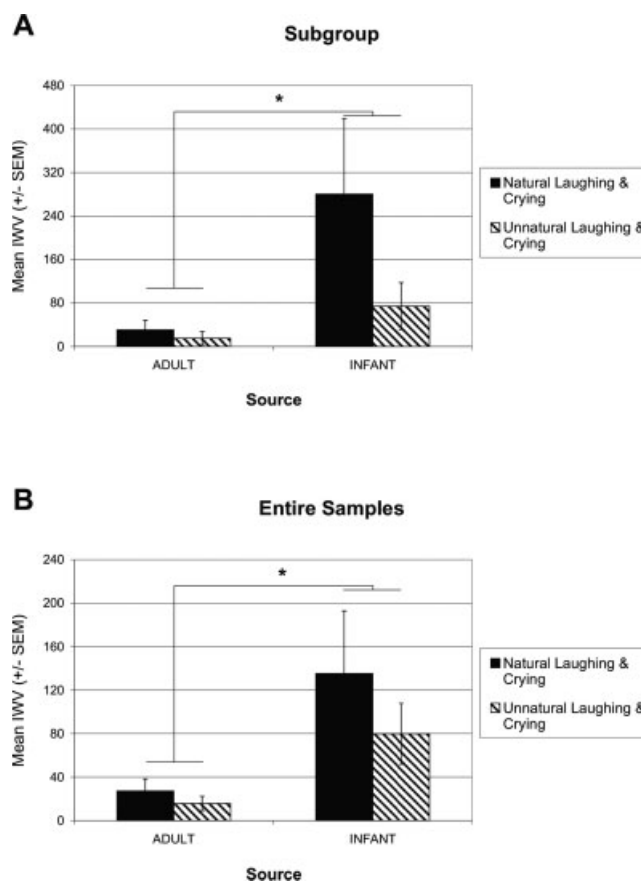 A
Subgroup
480
400
320
240
160
80
0
Mean IWV (+/- SEM)
*
ADULT
INFANT
Source
Natural Laughing &
Crying
Unnatural Laughing &
Crying
B
Entire Samples
240
200
160
120
80
40
0
Mean IWV (+/- SEM)
*
ADULT
INFANT
Source
Natural Laughing &
Crying
Unnatural Laughing &
Crying